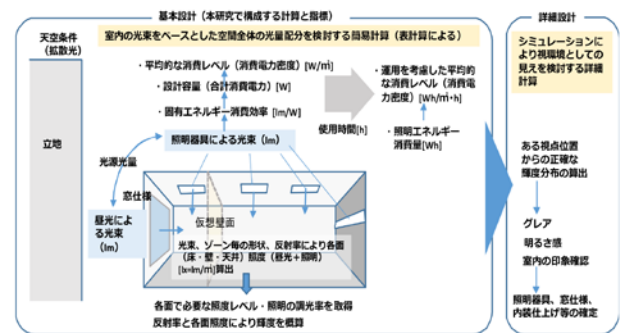 基本設計（本研究で構成する計算と指標）
天空条件
（拡散光）
立地
室内の光束をベースとした空間全体の光量配分を検討する簡易計算（表計算による）
・平均的な消費レベル（消費電力密度）[W/㎡]
・設計容量（合計消費電力）[W]
・固有エネルギー消費効率 [lm/W]
照明器具による光束（lm）
使用時間[h]
・運用を考慮した平均的
な消費レベル（消費電
力密度）[Wh/㎡・h]
・照明エネルギー
消費量[Wh]
光源光量
窓仕様
昼光によ
る光束
（lm）
仮想壁面
光束、ゾーン毎の形状、反射率により各面
（床・壁・天井）照度（昼光＋照明）
[lx=lm/㎡]算出
各面で必要な照度レベル・照明の調光率を取得
反射率と各面照度により輝度を概算
詳細設計
シミュレーションによ
り視環境としての
見えを検討する詳細
計算
ある視点位置
からの正確な
輝度分布の算出
グレア
明るさ感
室内の印象確認
照明器具、窓仕様、
内装仕上げ等の確定